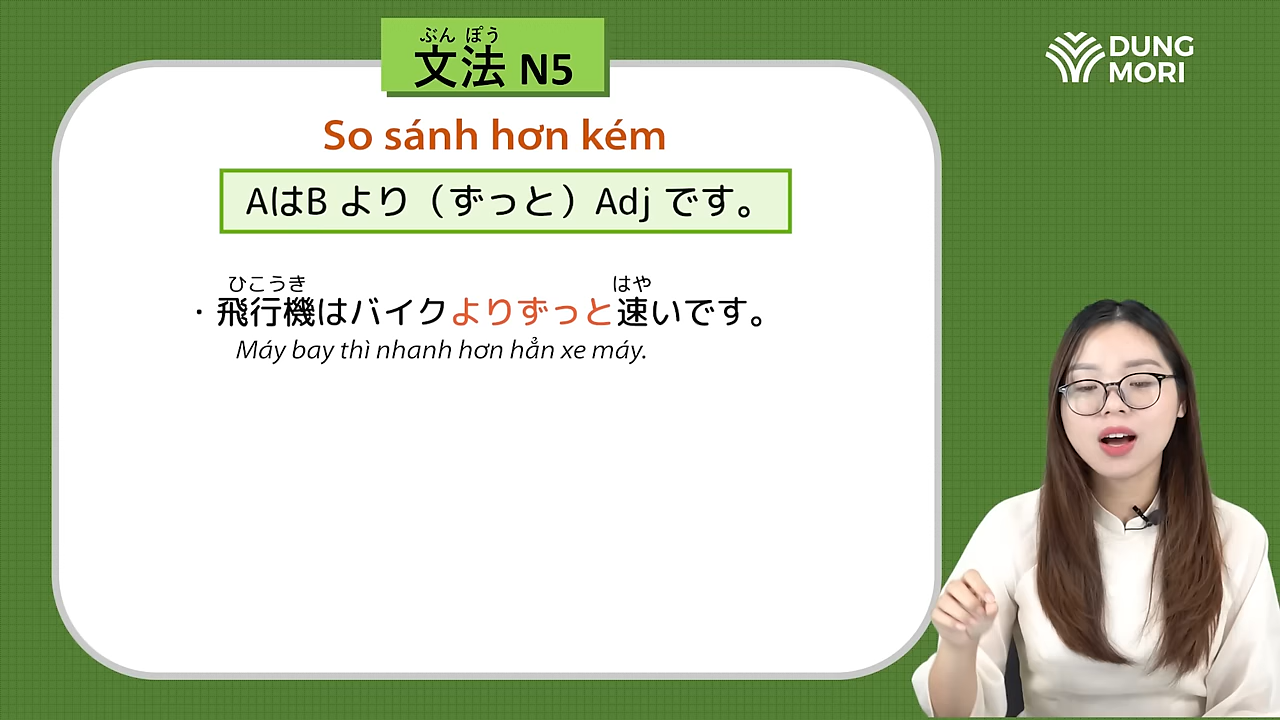 ぶん ぽう
文法 N5
DUNG
MORI
So sánh hơn kém
AはB より（ずっと）Adj です。
ひこうき はや
・飛行機はバイクよりずっと速いです。
Máy bay thì nhanh hơn hẳn xe máy.